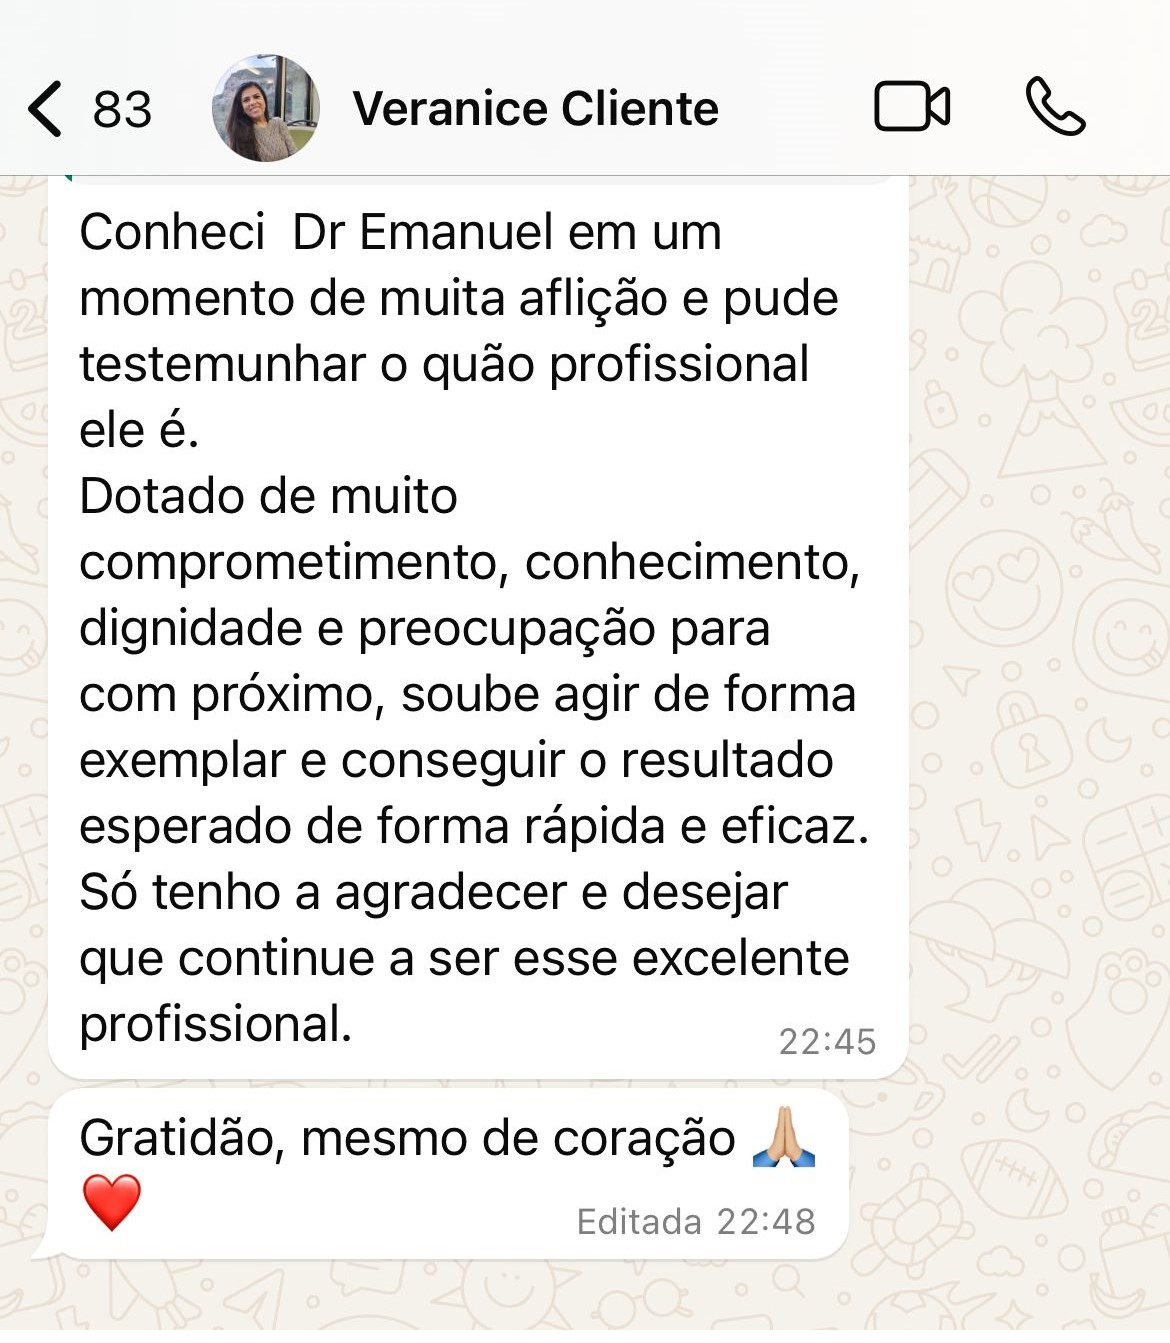 83
Veranice Cliente
Conheci  Dr Emanuel em um
momento de muita aflição e pude
testemunhar o quão profissional
ele é.
Dotado de muito
comprometimento, conhecimento,
dignidade e preocupação para
com próximo, soube agir de forma
exemplar e conseguir o resultado
esperado de forma rápida e eficaz.
Só tenho a agradecer e desejar
que continue a ser esse excelente
profissional.
22:45
Gratidão, mesmo de coração 🙏🏼
❤️
Editada 22:48